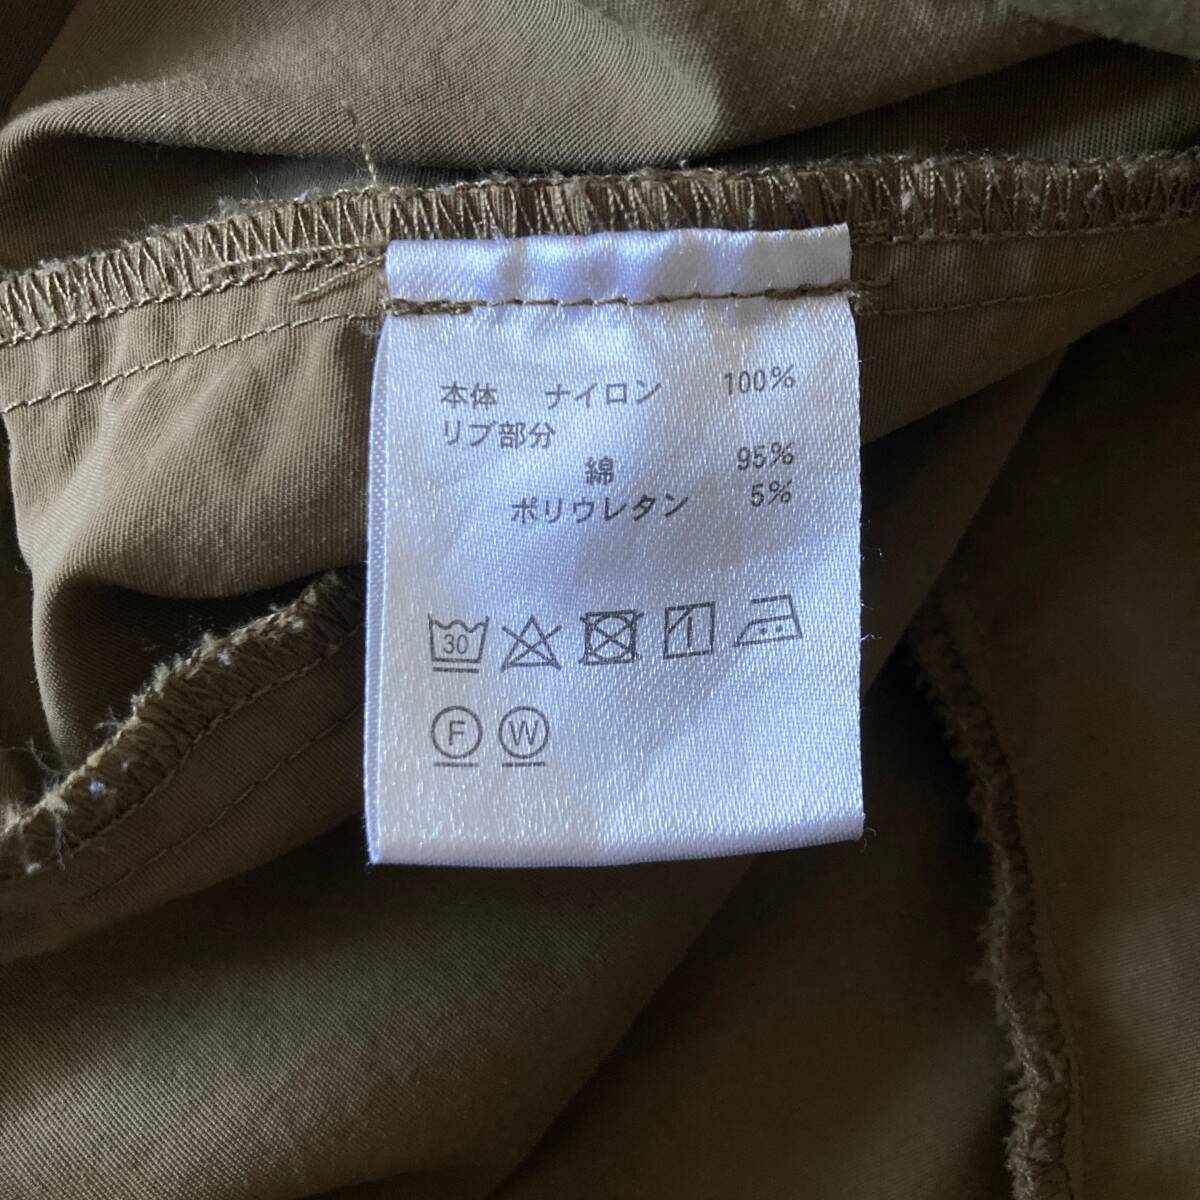 本体 ナイロン 100%
リブ部分
綿 95%
ポリウレタン 5%
30
F W